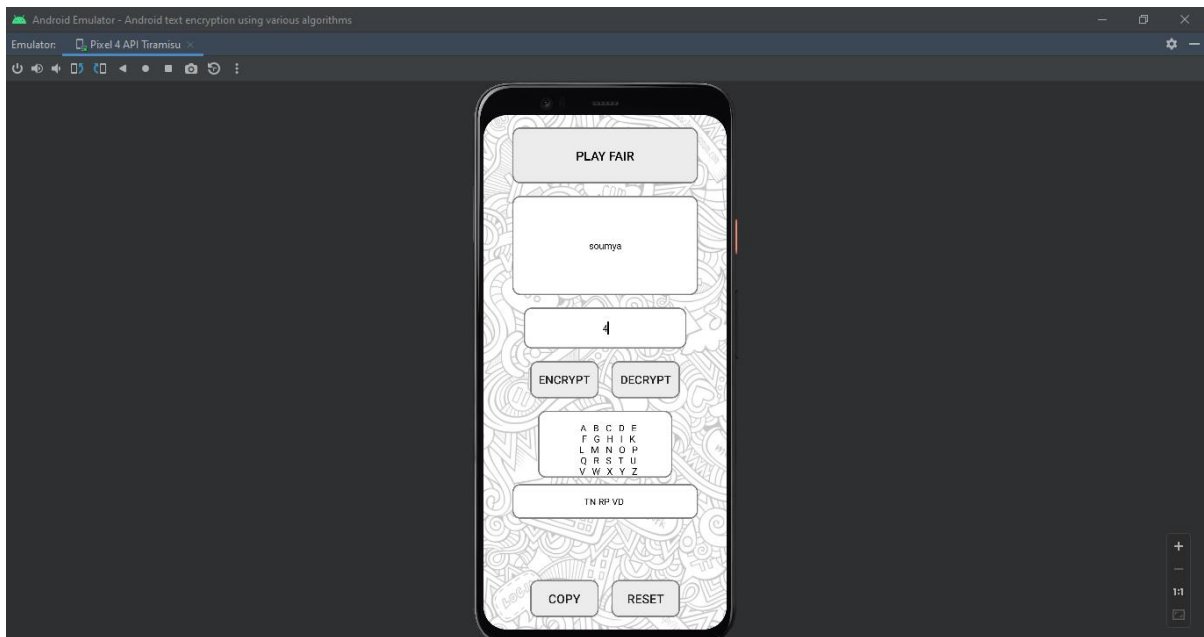 Android Emulator - Android text encryption using various algorithms
Emulator: Pixel 4 API Tiramisu
PLAY FAIR
soumya
4
ENCRYPT DECRYPT
A B C D E
F G H I K
L M N O P
Q R S T U
V W X Y Z
TN RP VD
COPY RESET
1:1